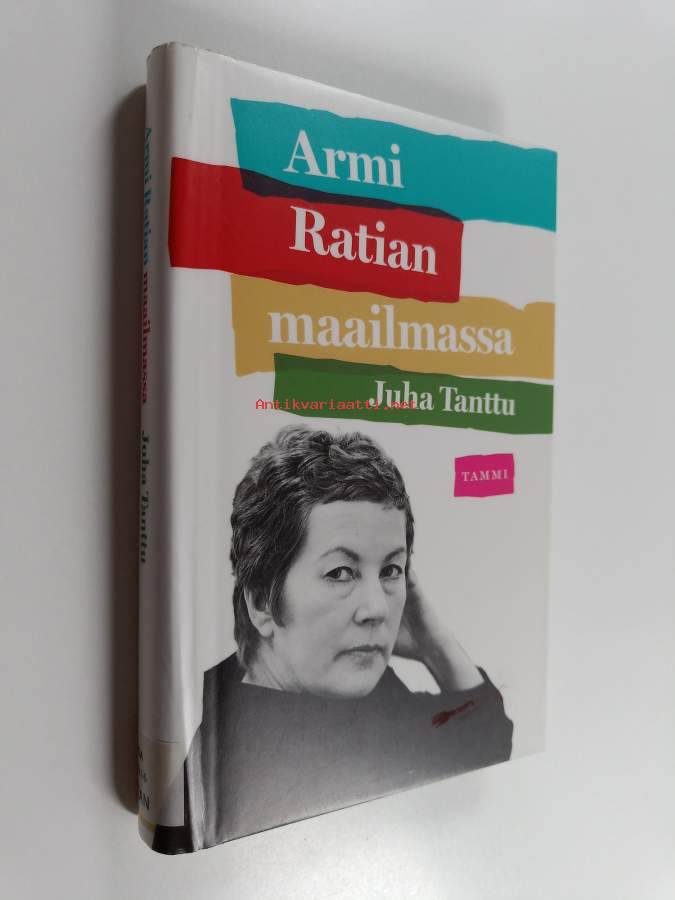 Armi
Ratian
maailmassa
Juha Tanttu
Antikvariaatti.net
TAMMI
Armi Ratian maailmassa Juha Tanttu